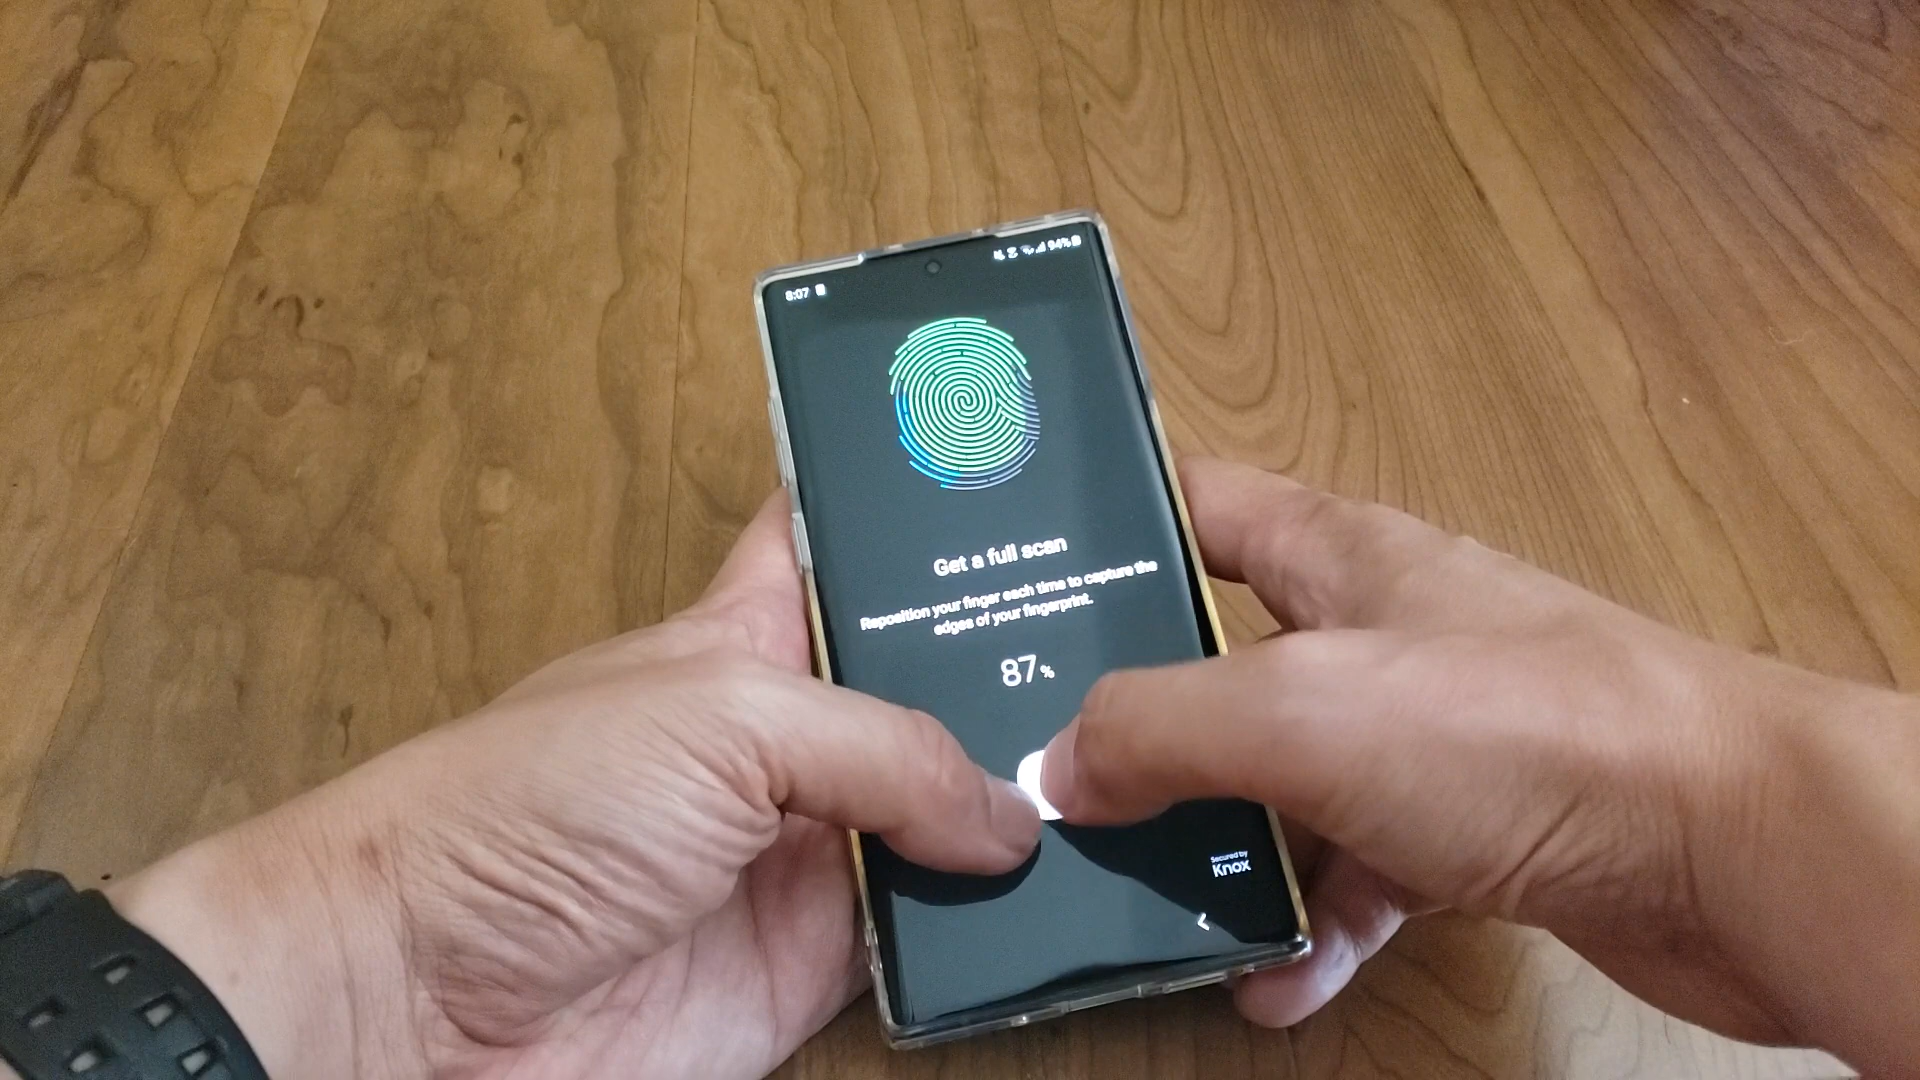 8:07
94%
Get a full scan
Reposition your finger each time to capture the
edges of your fingerprint.
87%
Secured by
Knox